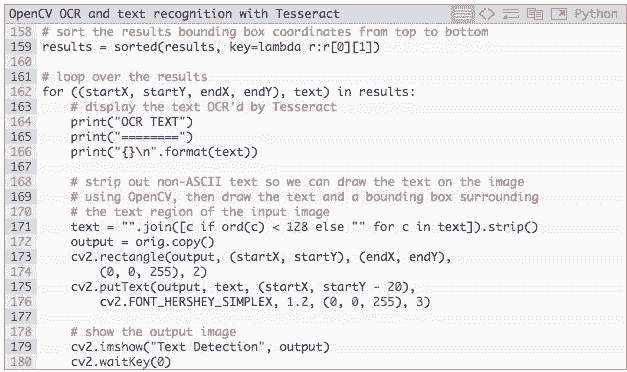 OpenCV OCR and text recognition with Tesseract Python
158 # sort the results bounding box coordinates from top to bottom
159 results = sorted(results, key=lambda r:r[0][1])
160
161 # loop over the results
162 for ((startX, startY, endX, endY), text) in results:
163     # display the text OCR'd by Tesseract
164     print("OCR TEXT")
165     print("========")
166     print("{}\n".format(text))
167
168     # strip out non-ASCII text so we can draw the text on the image
169     # using OpenCV, then draw the text and a bounding box surrounding
170     # the text region of the input image
171     text = "".join([c if ord(c) < 128 else "" for c in text]).strip()
172     output = orig.copy()
173     cv2.rectangle(output, (startX, startY), (endX, endY),
174         (0, 0, 255), 2)
175     cv2.putText(output, text, (startX, startY - 20),
176         cv2.FONT_HERSHEY_SIMPLEX, 1.2, (0, 0, 255), 3)
177
178     # show the output image
179     cv2.imshow("Text Detection", output)
180     cv2.waitKey(0)